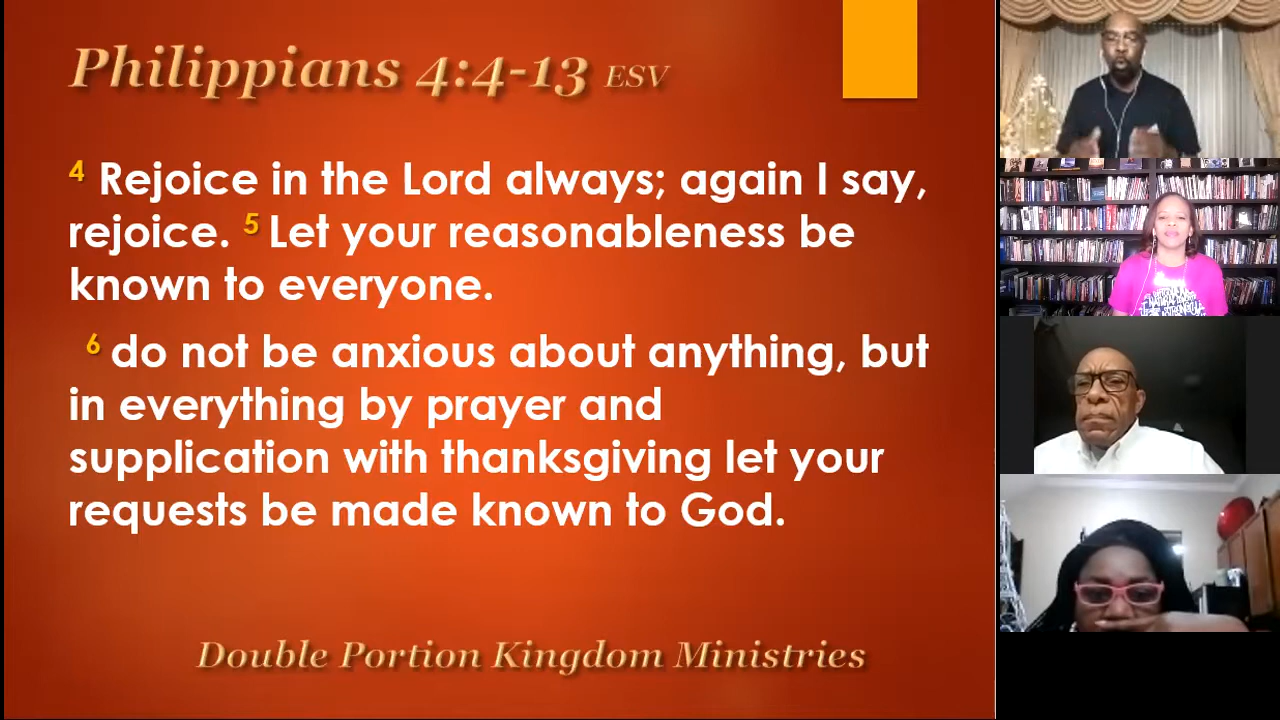 Philippians 4:4-13 ESV
4 Rejoice in the Lord always; again I say,
rejoice. 5 Let your reasonableness be
known to everyone.
6 do not be anxious about anything, but
in everything by prayer and
supplication with thanksgiving let your
requests be made known to God.
Double Portion Kingdom Ministries